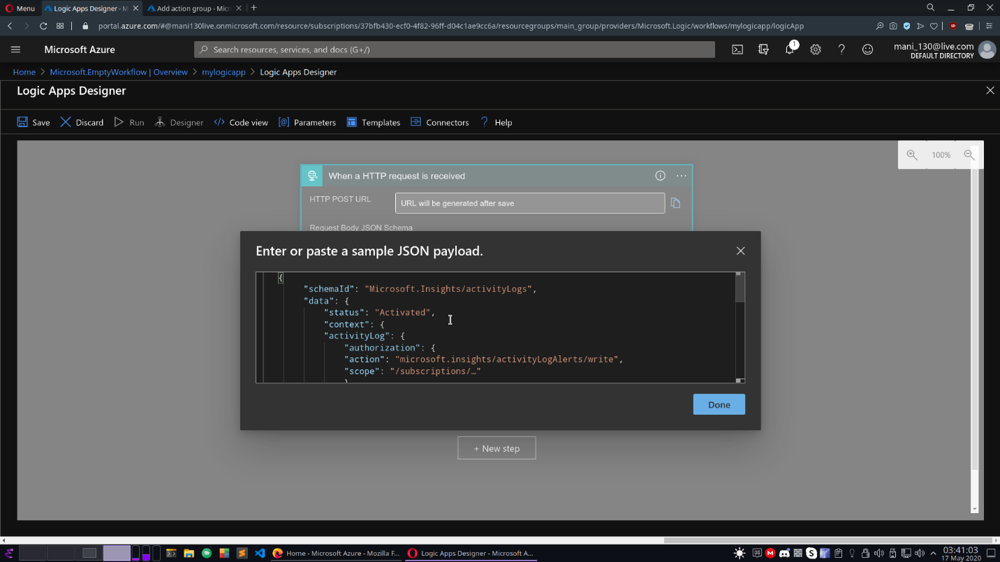 Menu
Logic Apps Designer - M
Add action group - Micr
portal.azure.com/#@mani130live.onmicrosoft.com/resource/subscriptions/37bfb430-ecf0-4f82-96ff-d04c1ae9cc6a/resourcegroups/main_group/providers/Microsoft.Logic/workflows/mylogicapp/logicApp
Microsoft Azure
Search resources, services, and docs (G+/)
1
mani_130@live.com
DEFAULT DIRECTORY
Home > Microsoft.EmptyWorkflow | Overview > mylogicapp > Logic Apps Designer
Logic Apps Designer
Save Discard Run Designer Code view Parameters Templates Connectors Help
100%
When a HTTP request is received
HTTP POST URL
URL will be generated after save
Request Body JSON Schema
Enter or paste a sample JSON payload.
{
"schemaId": "Microsoft.Insights/activityLogs",
"data": {
"status": "Activated",
"context": {
"activityLog": {
"authorization": {
"action": "microsoft.insights/activityLogAlerts/write",
"scope": "/subscriptions/…"
}
Done
+ New step
Home - Microsoft Azure - Mozilla F...
Logic Apps Designer - Microsoft A...
03:41:03
17 May 2020